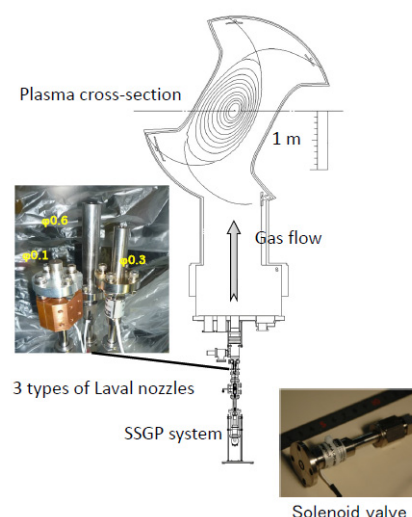 Plasma cross-section
1 m
φ0.6
φ0.1
φ0.3
Gas flow
3 types of Laval nozzles
SSGP system
Solenoid valve